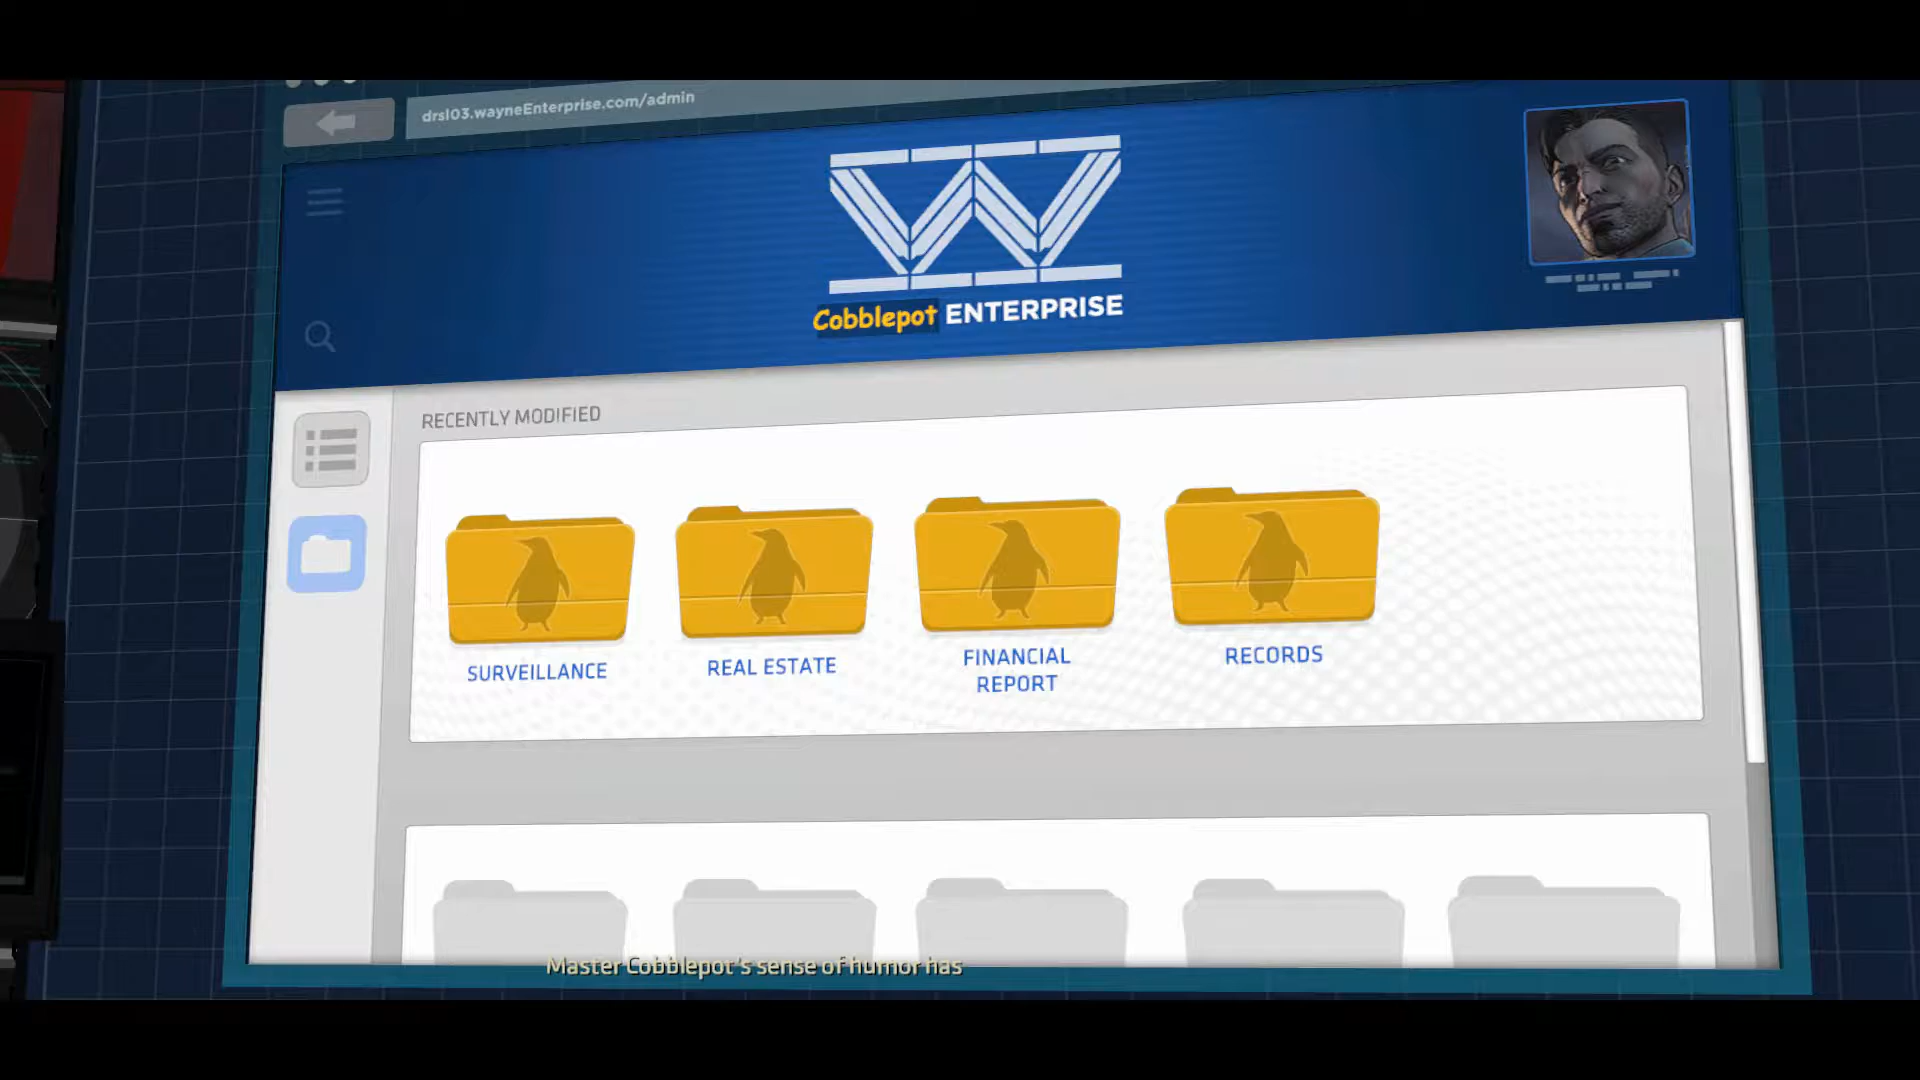 drsl03.wayneEnterprise.com/admin
W
Cobblepot ENTERPRISE
RECENTLY MODIFIED
SURVEILLANCE
REAL ESTATE
FINANCIAL
REPORT
RECORDS
Master Cobblepot's sense of humor has